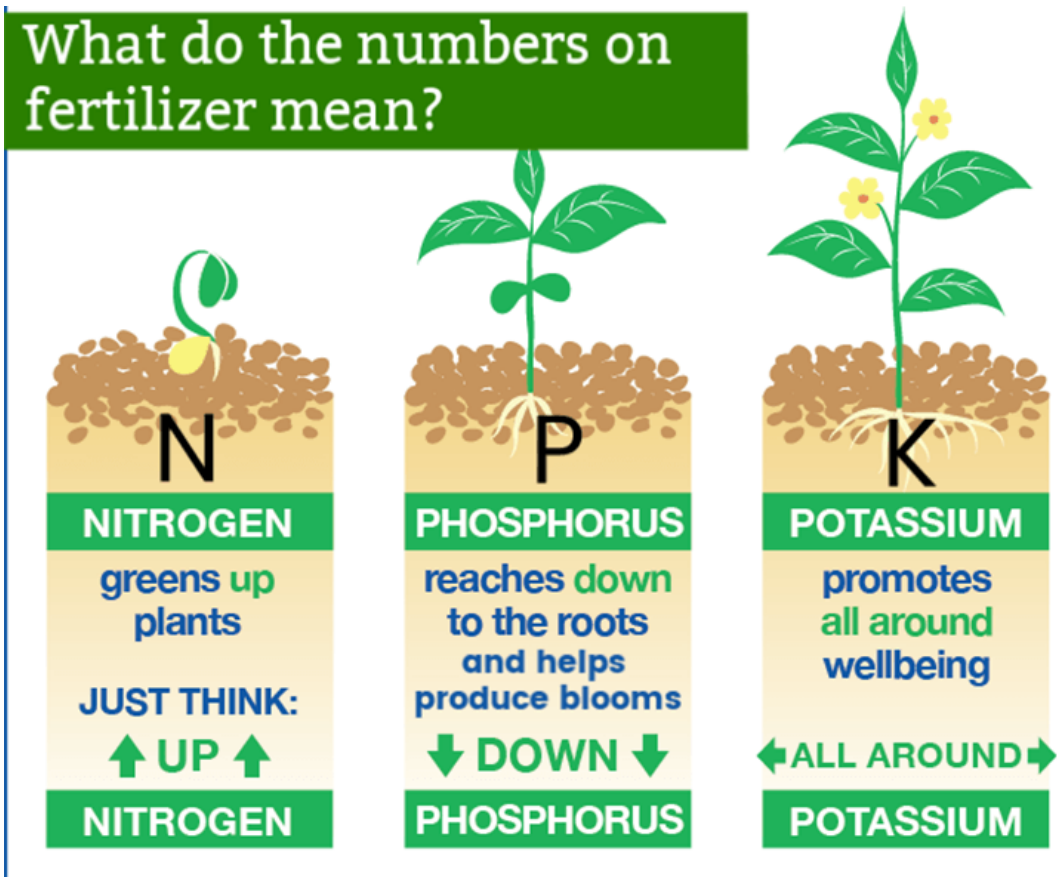 What do the numbers on
fertilizer mean?
N
NITROGEN
greens up
plants
JUST THINK:
UP
NITROGEN
P
PHOSPHORUS
reaches down
to the roots
and helps
produce blooms
DOWN
PHOSPHORUS
K
POTASSIUM
promotes
all around
wellbeing
ALL AROUND
POTASSIUM